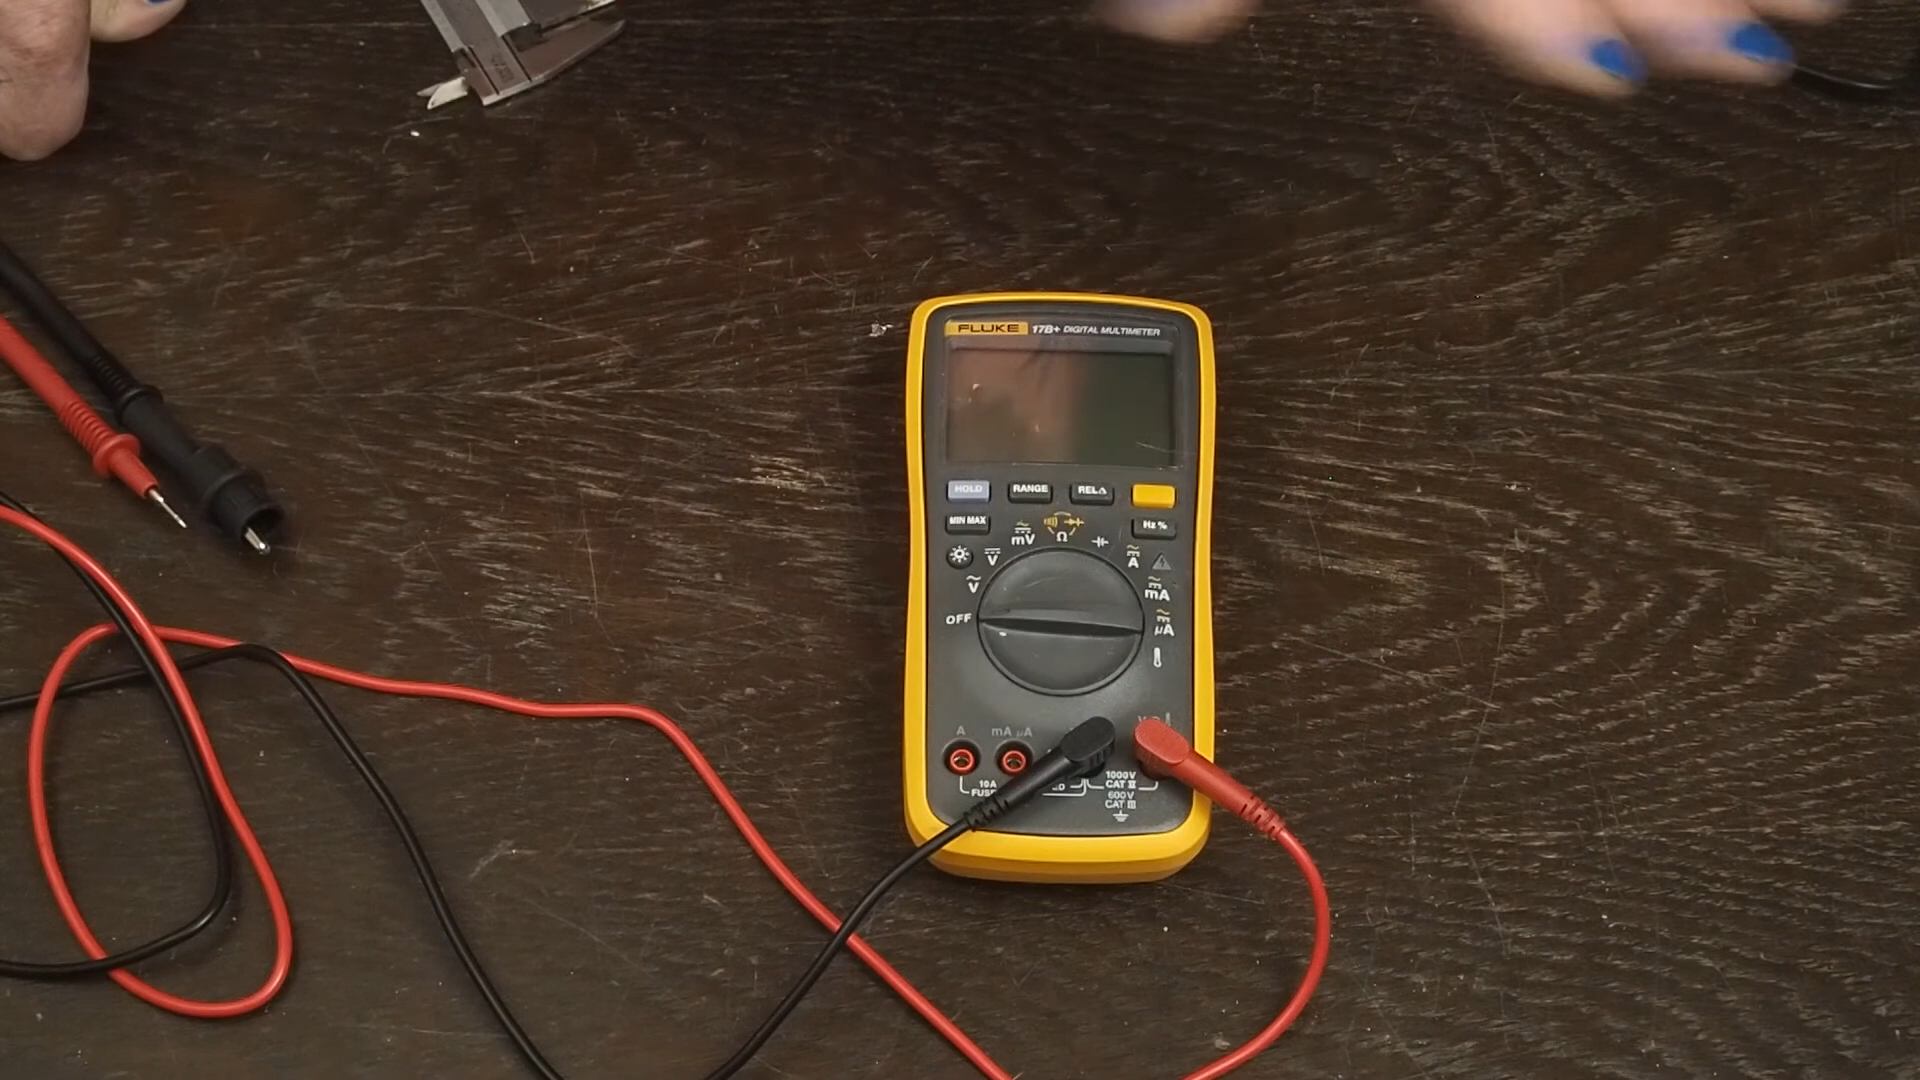 FLUKE 17B+ DIGITAL MULTIMETER
HOLD RANGE REL△
MIN MAX Hz %
mV Ω
V A
V mA
OFF µA
A mA µA
10A
1000V
CAT II
600V
CAT III